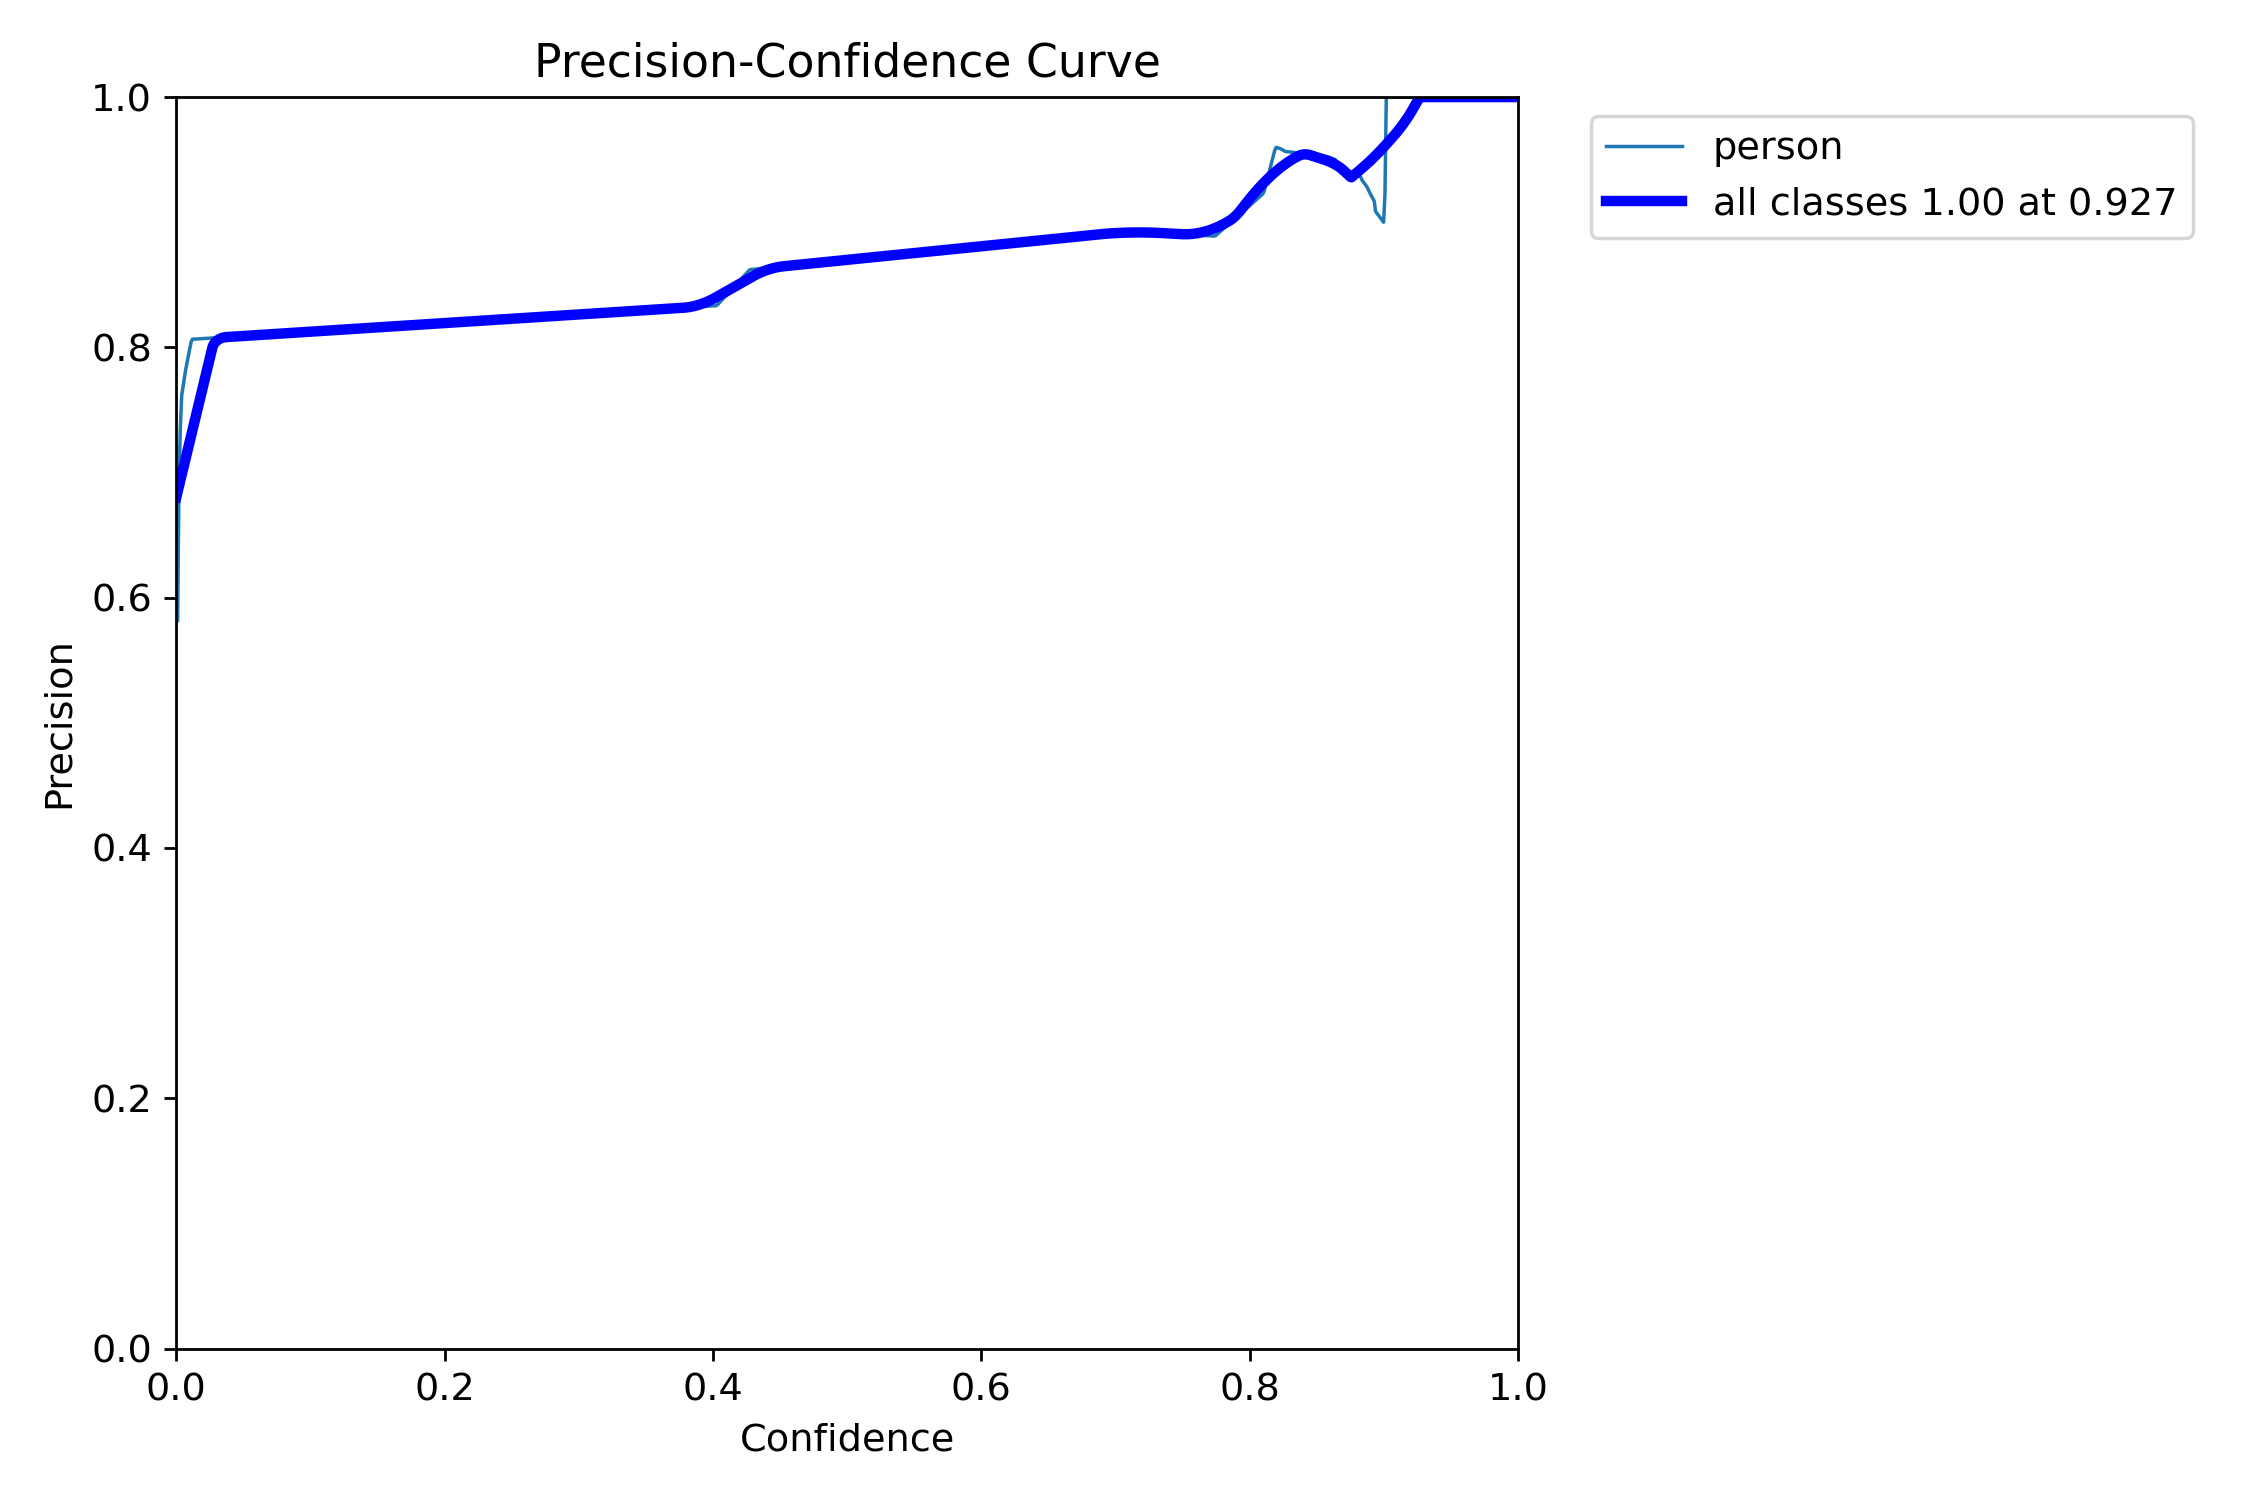 Precision-Confidence Curve
1.0
0.8
0.6
0.4
0.2
0.0
Precision
0.0 0.2 0.4 0.6 0.8 1.0
Confidence
person
all classes 1.00 at 0.927